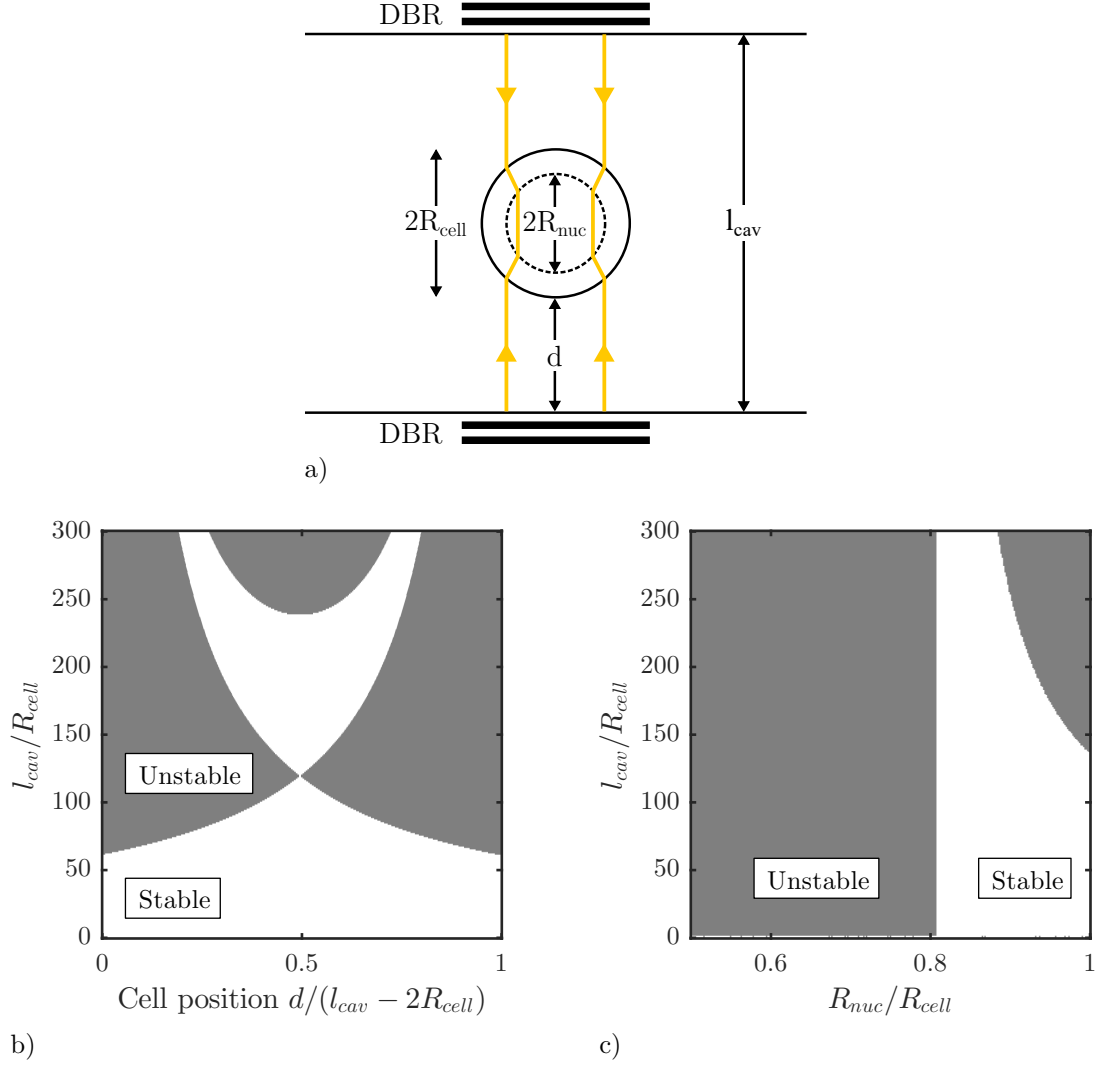 DBR
2R_cell
2R_nuc
l_cav
d
DBR
a)
300
250
200
150
100
50
0
l_cav/R_cell
Unstable
Stable
0
0.5
1
Cell position d/(l_cav − 2R_cell)
b)
300
250
200
150
100
50
0
l_cav/R_cell
Unstable
Stable
0.6
0.8
1
R_nuc/R_cell
c)